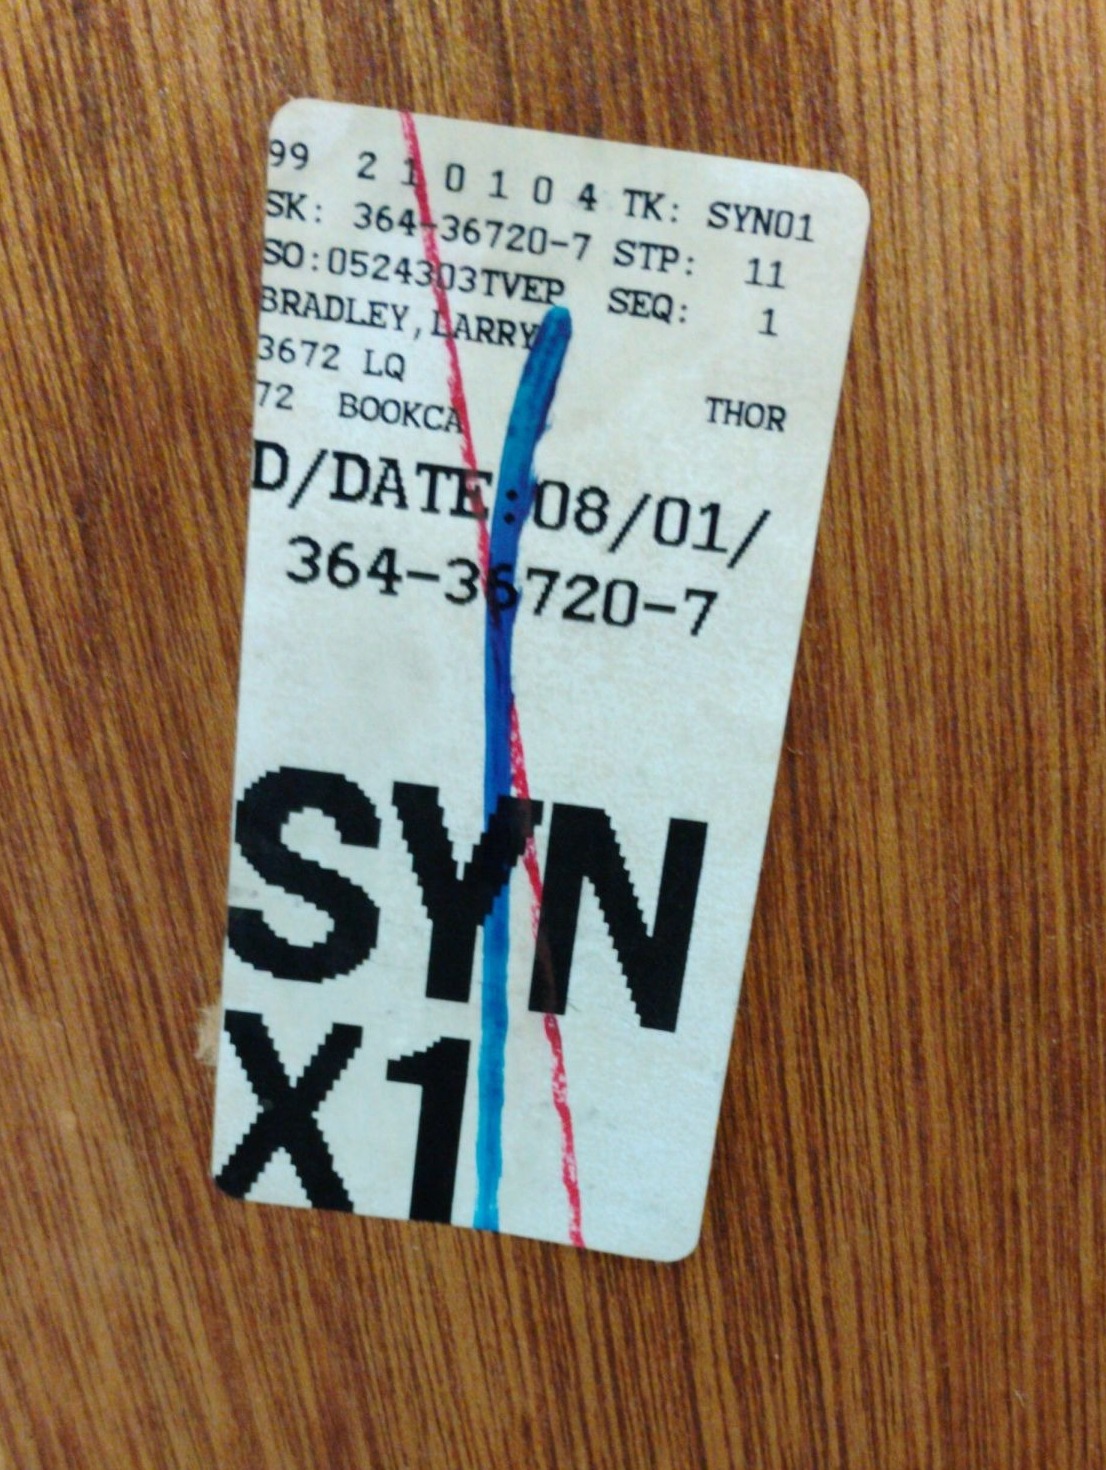 99 2 1 0 1 0 4 TK: SYN01
SK: 364-36720-7 STP: 11
SO:0524303TVEP SEQ: 1
BRADLEY,LARRY
3672 LQ
72 BOOKCA THOR
D/DATE:08/01/
364-36720-7
SYN
X1